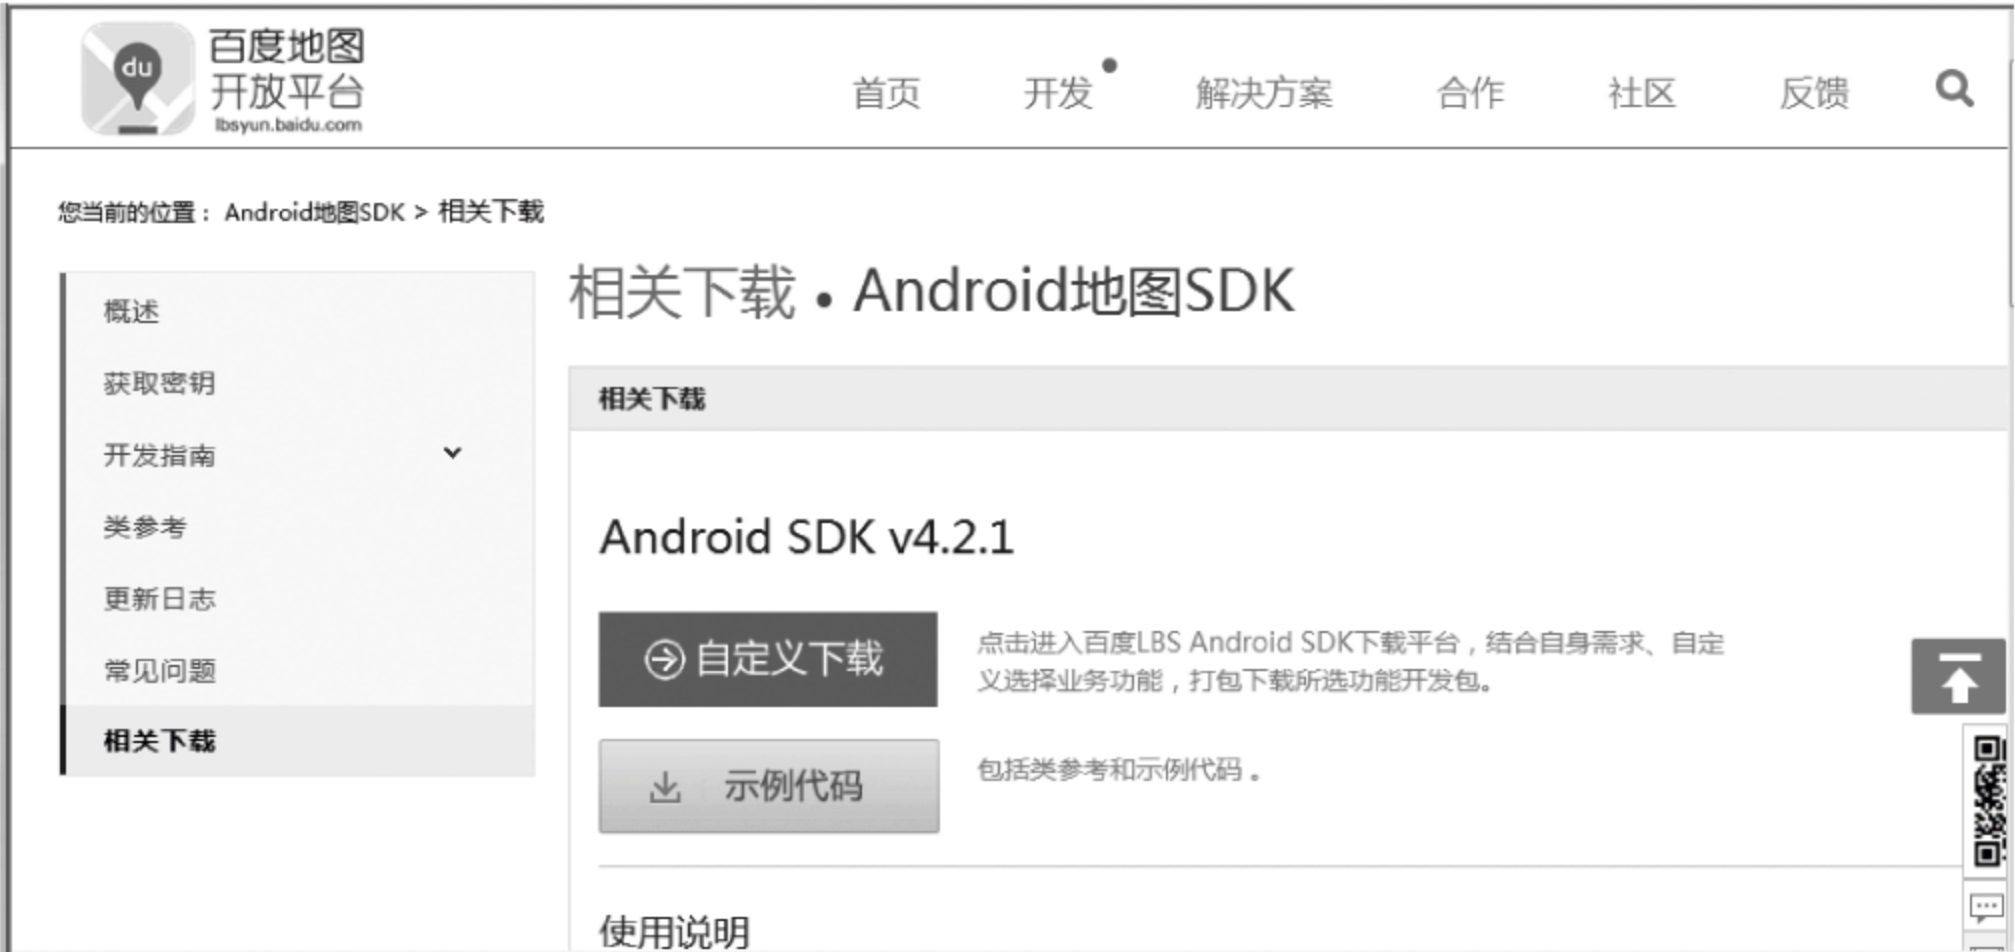 du
百度地图
开放平台
lbsyun.baidu.com
首页 开发 解决方案 合作 社区 反馈
您当前的位置： Android地图SDK > 相关下载
概述
获取密钥
开发指南
类参考
更新日志
常见问题
相关下载
相关下载 • Android地图SDK
相关下载
Android SDK v4.2.1
自定义下载
点击进入百度LBS Android SDK下载平台，结合自身需求、自定
义选择业务功能，打包下载所选功能开发包。
示例代码
包括类参考和示例代码 。
使用说明